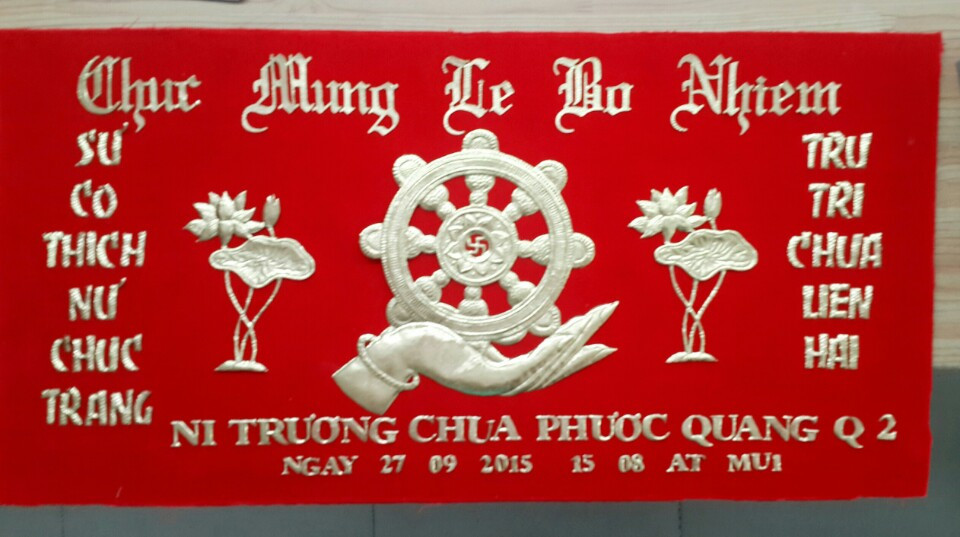 Chuc Mung Le Bo Nhiem
SƯ
CO
THICH
NƯ
CHUC
TRANG
TRU
TRI
CHUA
LIEN
HAI
NI TRƯƠNG CHUA PHƯƠC QUANG Q 2
NGAY 27 09 2015 15 08 AT MUI